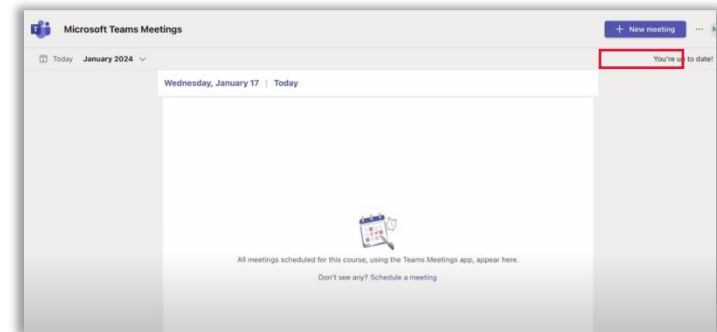 Microsoft Teams Meetings
+ New meeting ...
Today January 2024
You're up to date!
Wednesday, January 17 | Today
All meetings scheduled for this course, using the Teams Meetings app, appear here.
Don't see any? Schedule a meeting